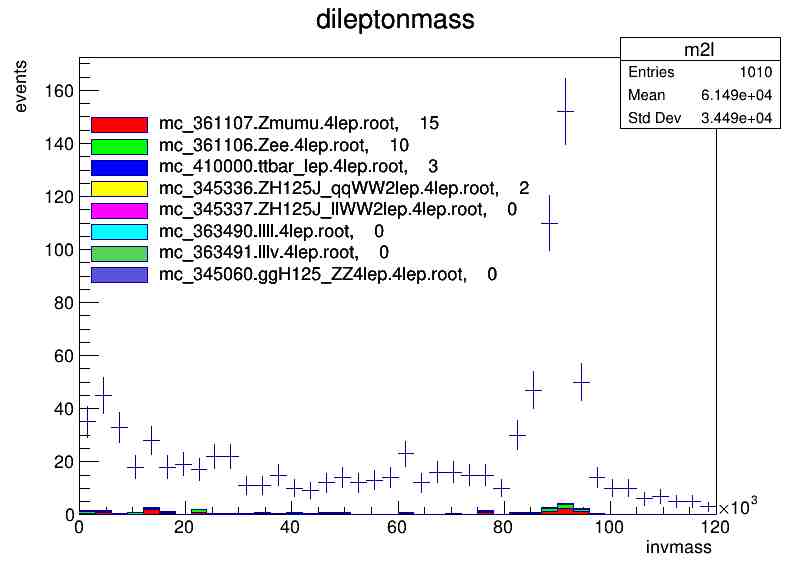 dileptonmass
m2l
Entries 1010
Mean 6.149e+04
Std Dev 3.449e+04
events
160
140
120
100
80
60
40
20
0
mc_361107.Zmumu.4lep.root, 15
mc_361106.Zee.4lep.root, 10
mc_410000.ttbar_lep.4lep.root, 3
mc_345336.ZH125J_qqWW2lep.4lep.root, 2
mc_345337.ZH125J_llWW2lep.4lep.root, 0
mc_363490.llll.4lep.root, 0
mc_363491.lllv.4lep.root, 0
mc_345060.ggH125_ZZ4lep.4lep.root, 0
0 20 40 60 80 100 120 ×10³
invmass